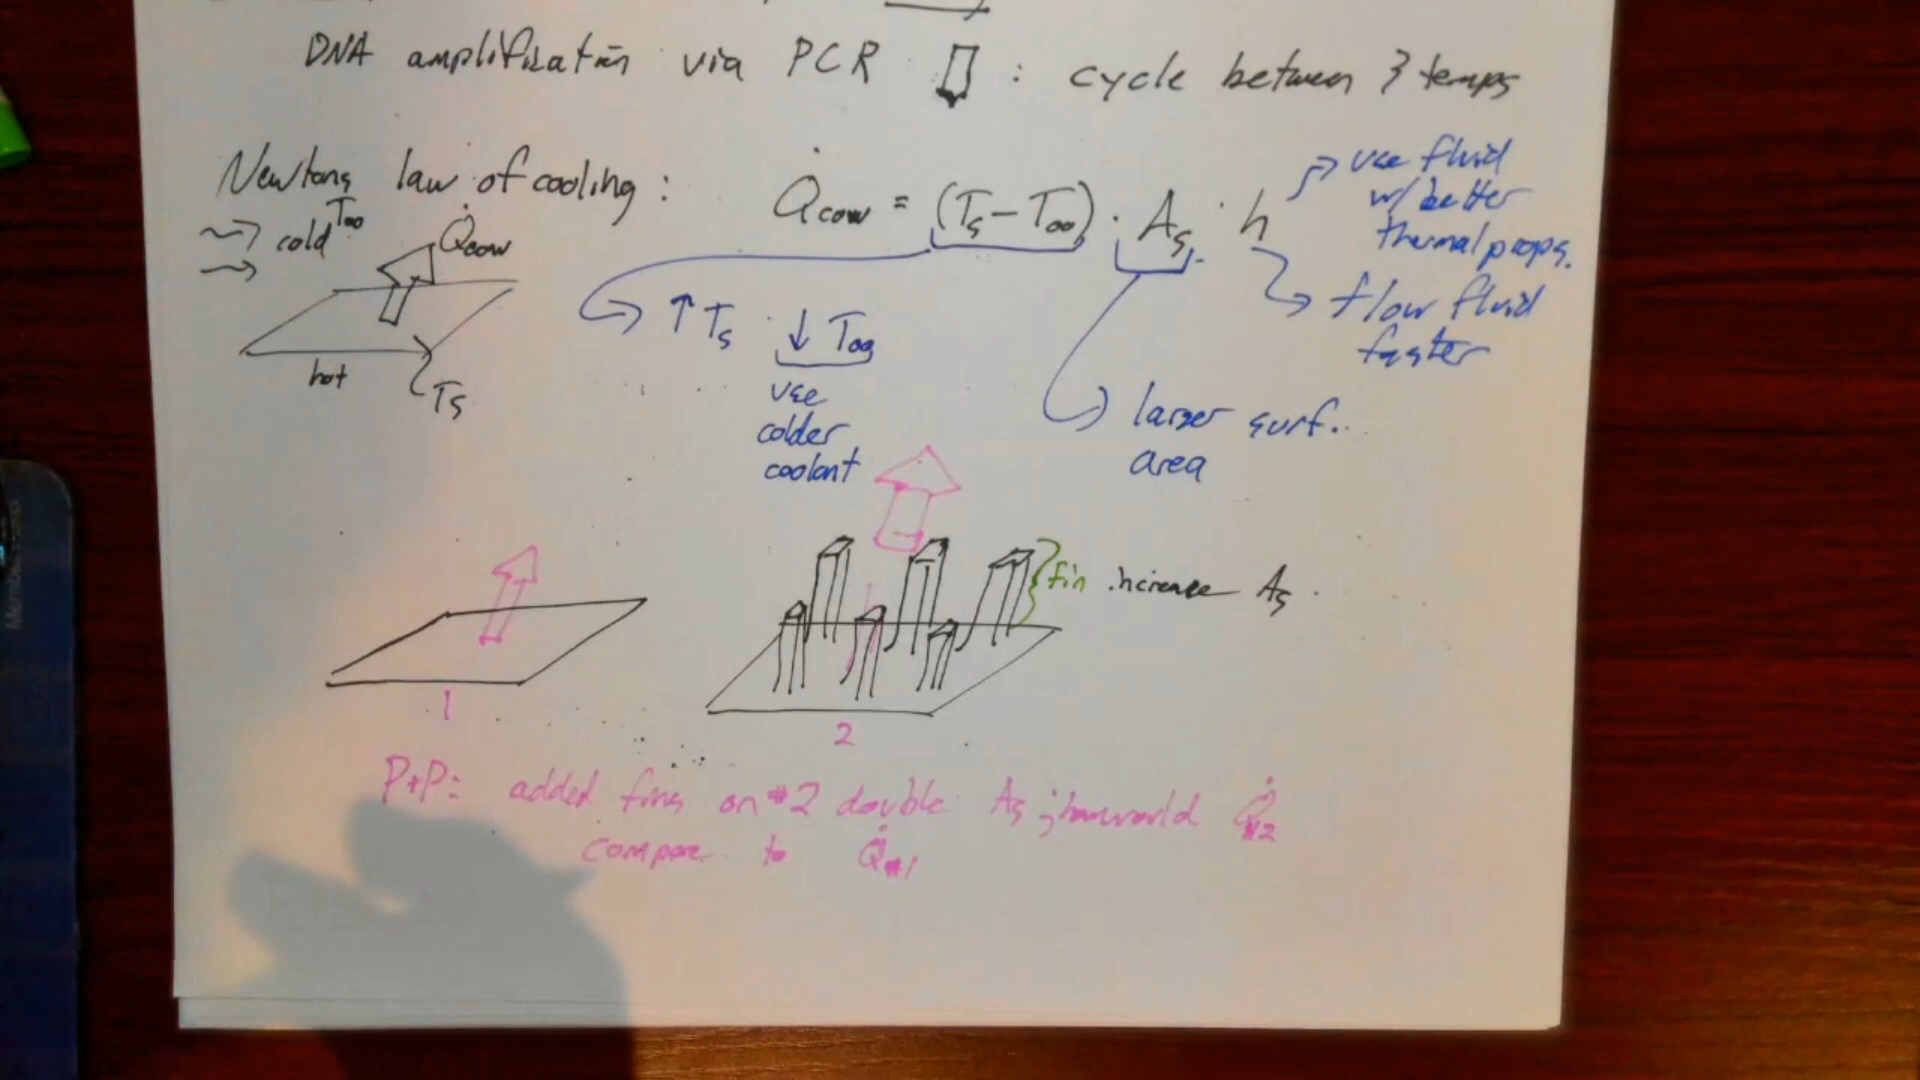 DNA amplification via PCR : cycle between 3 temps
Newtons law of cooling : Q̇conv = (Ts - T∞) · As · h
use fluid
w/ better
thermal props.
flow fluid
faster
cold T∞
Q̇conv
hot
Ts
↑ Ts ↓ T∞
use
colder
coolant
larger surf.
area
fin increase As
1
2
P+P: added fins on #2 double As ; how would Q̇#2
compare to Q̇#1